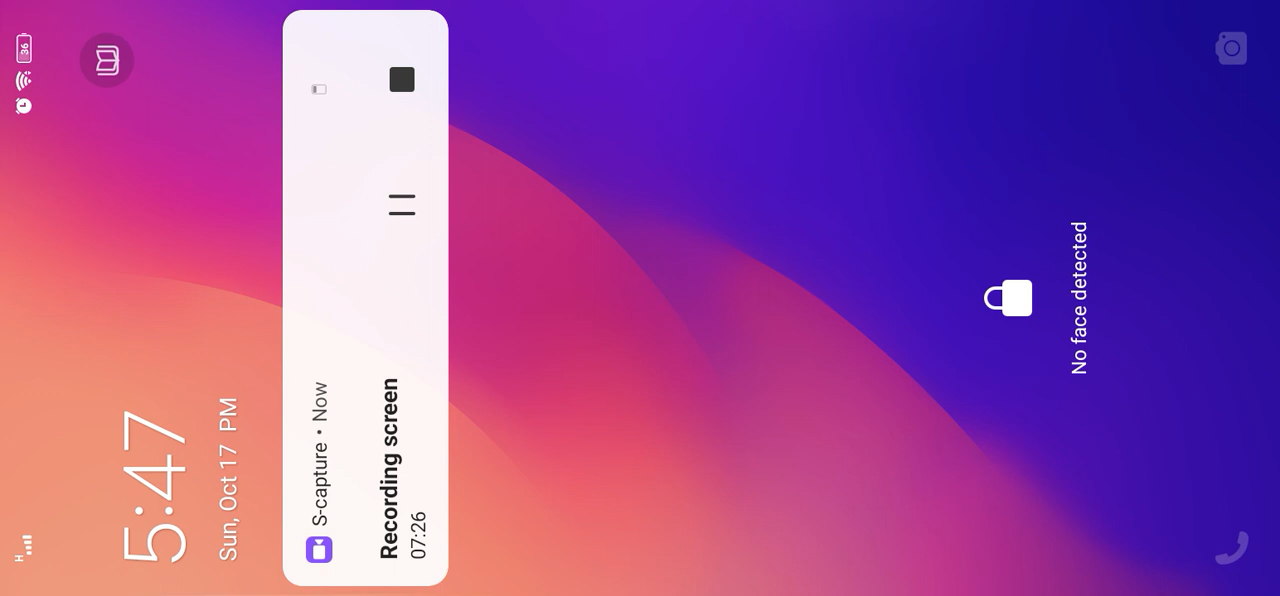 H
36
5:47
Sun, Oct 17 PM
S-capture • Now
Recording screen
07:26
No face detected